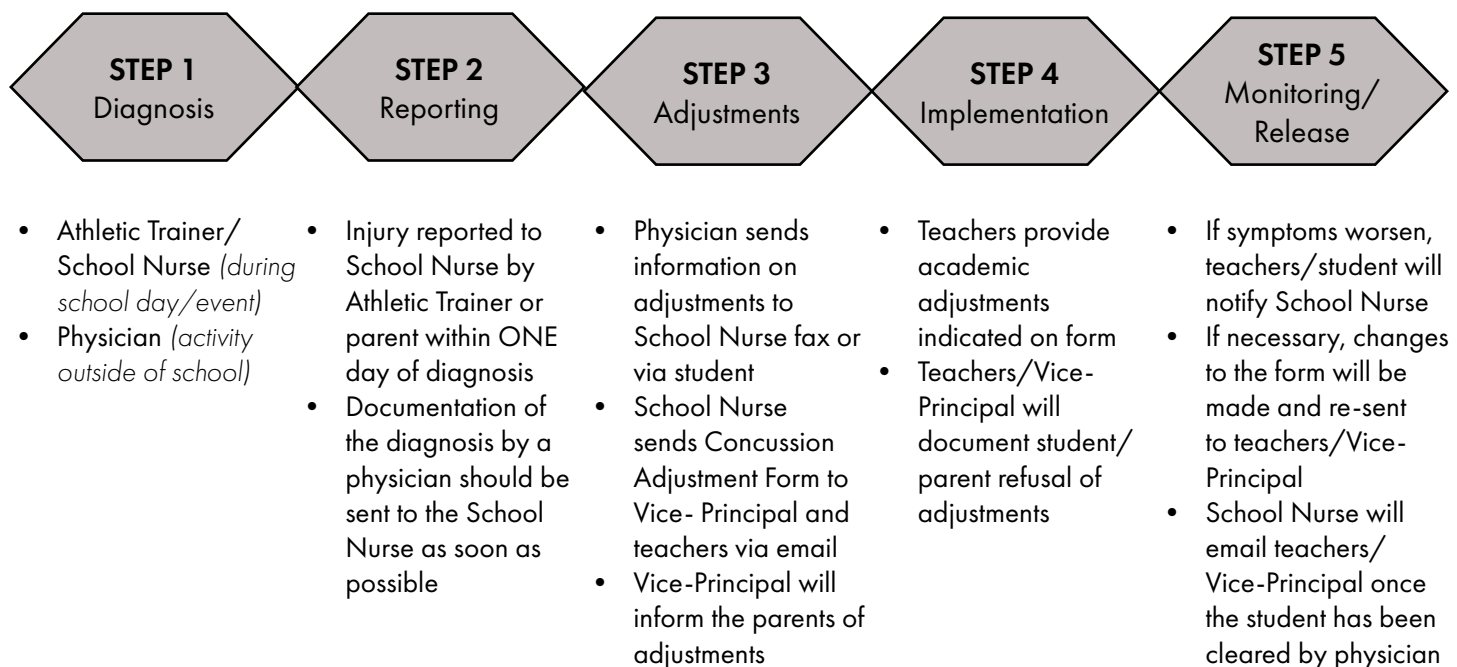 STEP 1
Diagnosis
STEP 2
Reporting
STEP 3
Adjustments
STEP 4
Implementation
STEP 5
Monitoring/
Release
• Athletic Trainer/
School Nurse (during
school day/event)
• Physician (activity
outside of school)
• Injury reported to
School Nurse by
Athletic Trainer or
parent within ONE
day of diagnosis
• Documentation of
the diagnosis by a
physician should be
sent to the School
Nurse as soon as
possible
• Physician sends
information on
adjustments to
School Nurse fax or
via student
• School Nurse
sends Concussion
Adjustment Form to
Vice- Principal and
teachers via email
• Vice-Principal will
inform the parents of
adjustments
• Teachers provide
academic
adjustments
indicated on form
• Teachers/Vice-
Principal will
document student/
parent refusal of
adjustments
• If symptoms worsen,
teachers/student will
notify School Nurse
• If necessary, changes
to the form will be
made and re-sent
to teachers/Vice-
Principal
• School Nurse will
email teachers/
Vice-Principal once
the student has been
cleared by physician